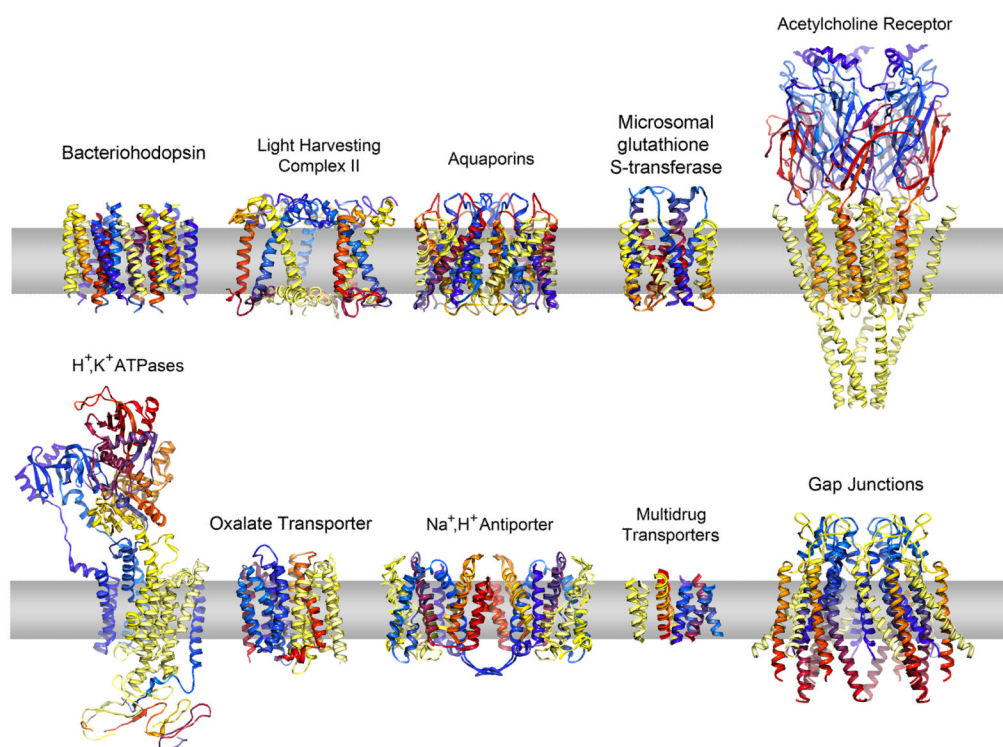 Acetylcholine Receptor
Bacteriohodopsin
Light Harvesting
Complex II
Aquaporins
Microsomal
glutathione
S-transferase
H⁺,K⁺ATPases
Oxalate Transporter
Na⁺,H⁺Antiporter
Multidrug
Transporters
Gap Junctions